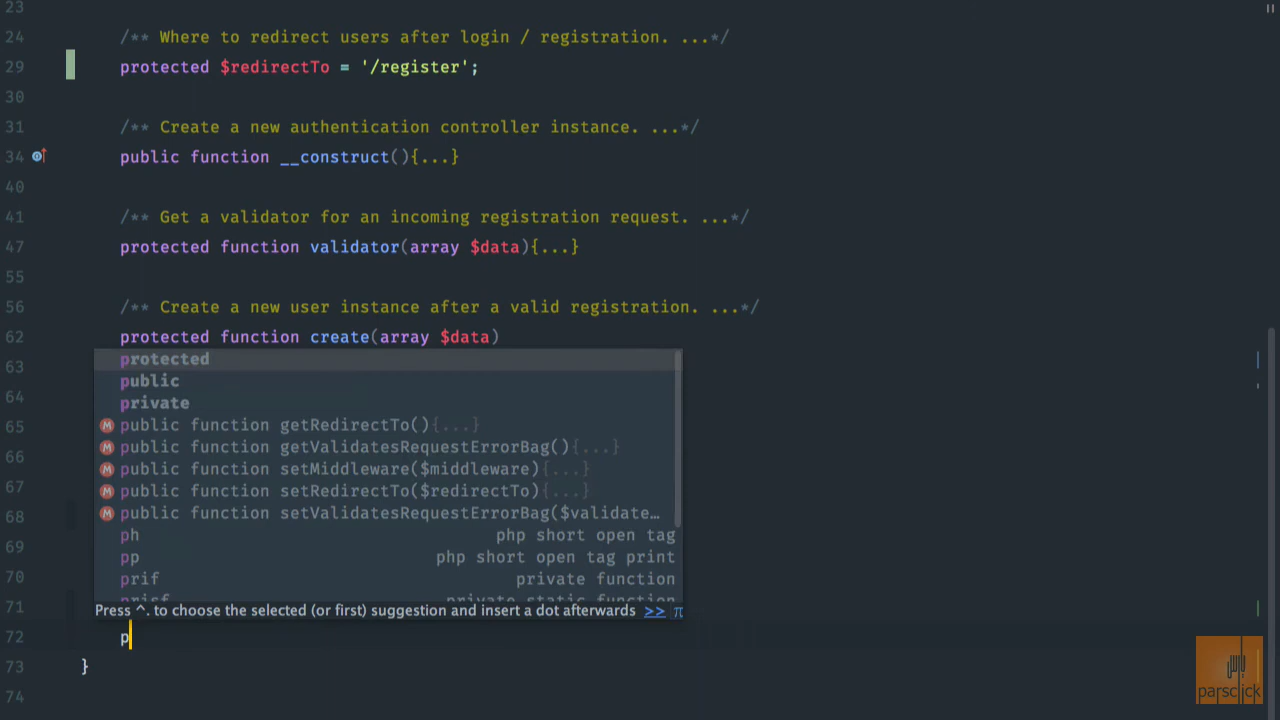 23
24 /** Where to redirect users after login / registration. ...*/
29 protected $redirectTo = '/register';
30
31 /** Create a new authentication controller instance. ...*/
34 public function __construct(){...}
40
41 /** Get a validator for an incoming registration request. ...*/
47 protected function validator(array $data){...}
55
56 /** Create a new user instance after a valid registration. ...*/
62 protected function create(array $data)
63 protected
public
64 private
65 M public function getRedirectTo(){...}
66 M public function getValidatesRequestErrorBag(){...}
M public function setMiddleware($middleware){...}
67 M public function setRedirectTo($redirectTo){...}
68 M public function setValidatesRequestErrorBag($validate…
69 ph php short open tag
pp php short open tag print
70 prif private function
prisf private static function
71 Press ^. to choose the selected (or first) suggestion and insert a dot afterwards >> π
72 p
73 }
74
parsclick